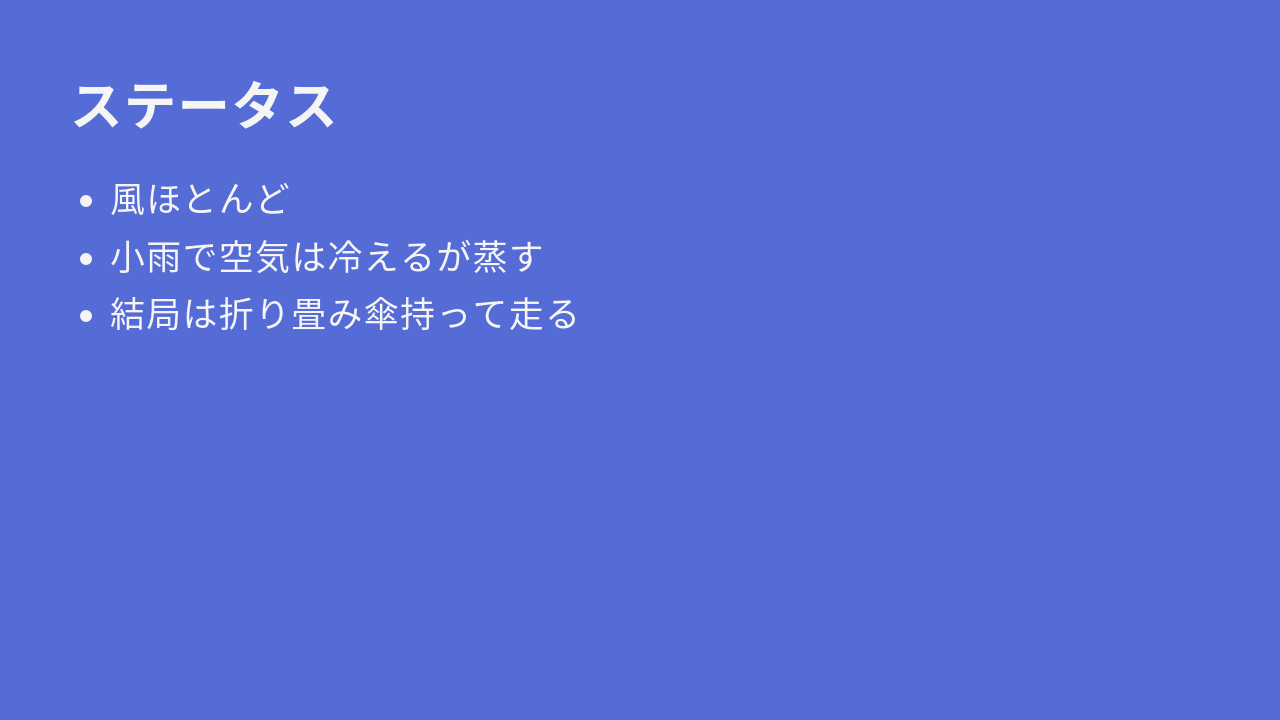 ステータス
風ほとんど
小雨で空気は冷えるが蒸す
結局は折り畳み傘持って走る